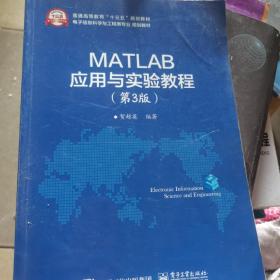 普通高等教育“十三五”规划教材
电子信息科学与工程类专业 规划教材
MATLAB
应用与实验教程
(第3版)
贺超英 编著
Electronic Information
Science and Engineering
电子工业出版社